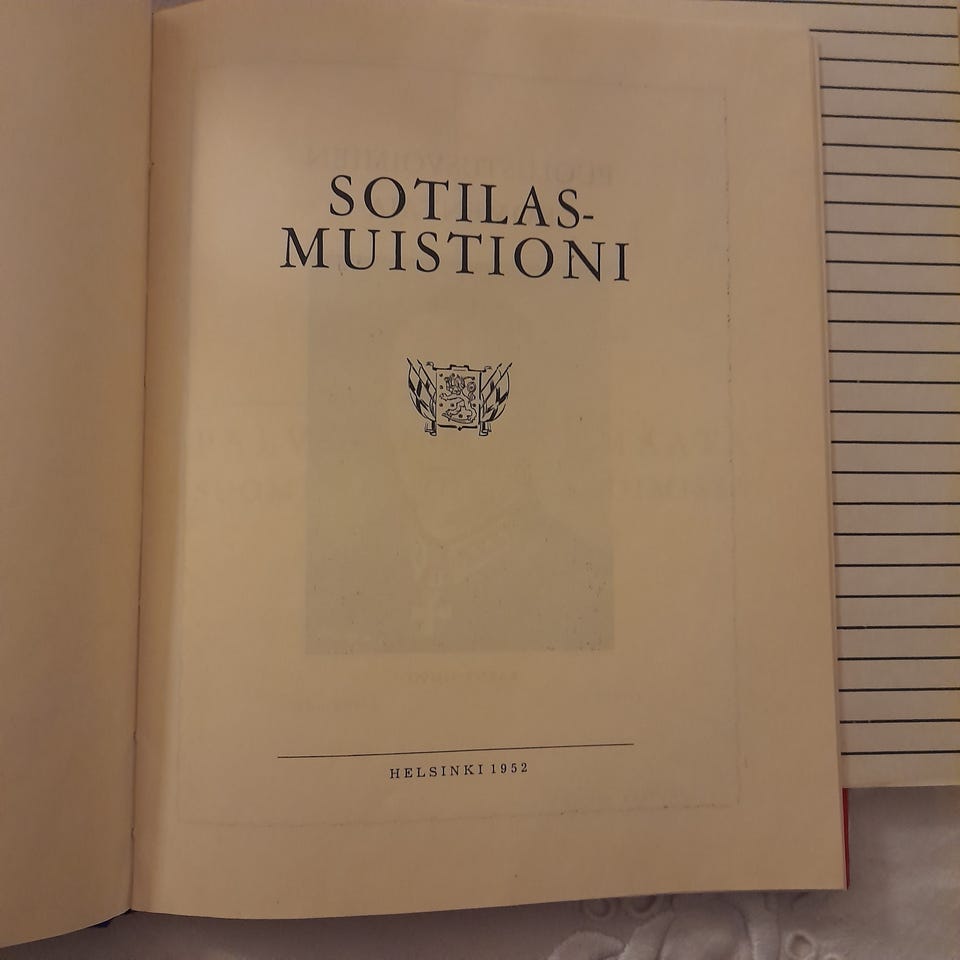 SOTILAS-
MUISTIONI
HELSINKI 1952